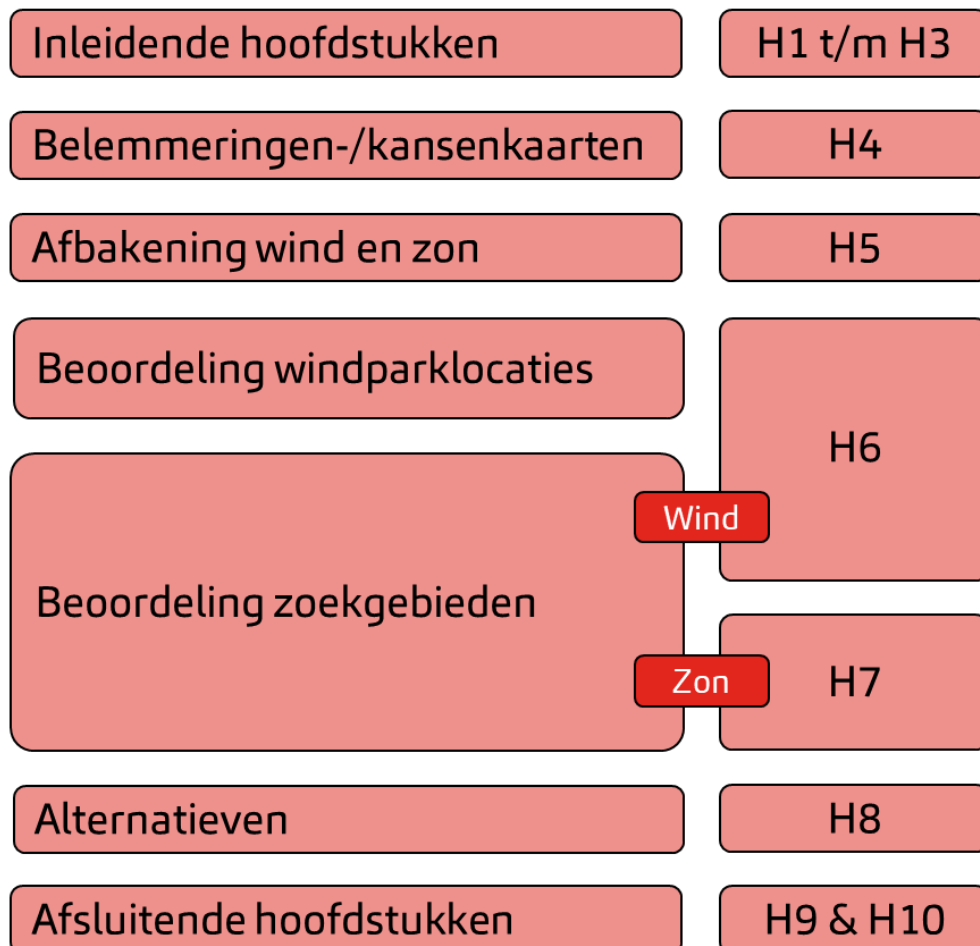 Inleidende hoofdstukken
H1 t/m H3
Belemmeringen-/kansenkaarten
H4
Afbakening wind en zon
H5
Beoordeling windparklocaties
H6
Wind
Beoordeling zoekgebieden
Zon
H7
Alternatieven
H8
Afsluitende hoofdstukken
H9 & H10